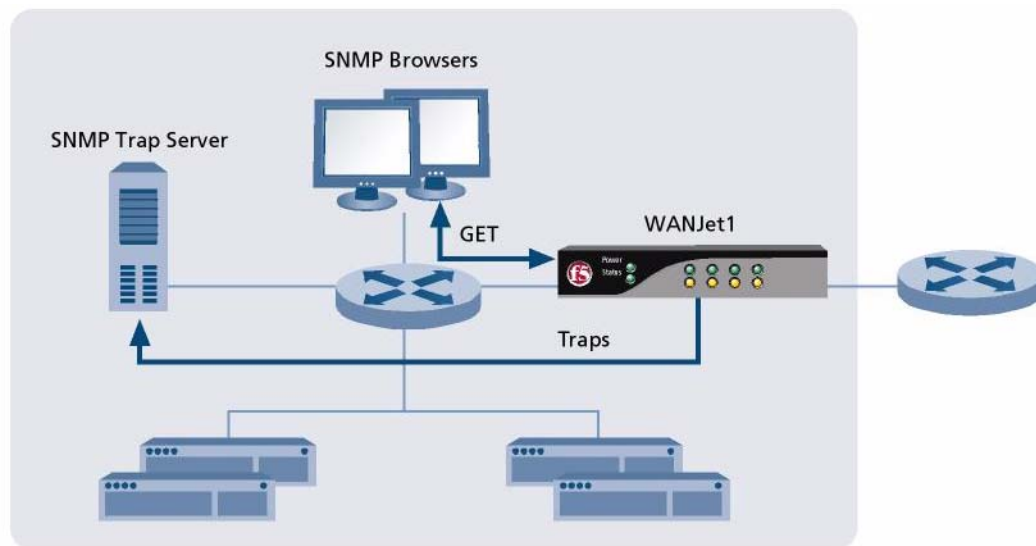 SNMP Browsers
SNMP Trap Server
GET
WANJet1
f5
Power
Status
Traps